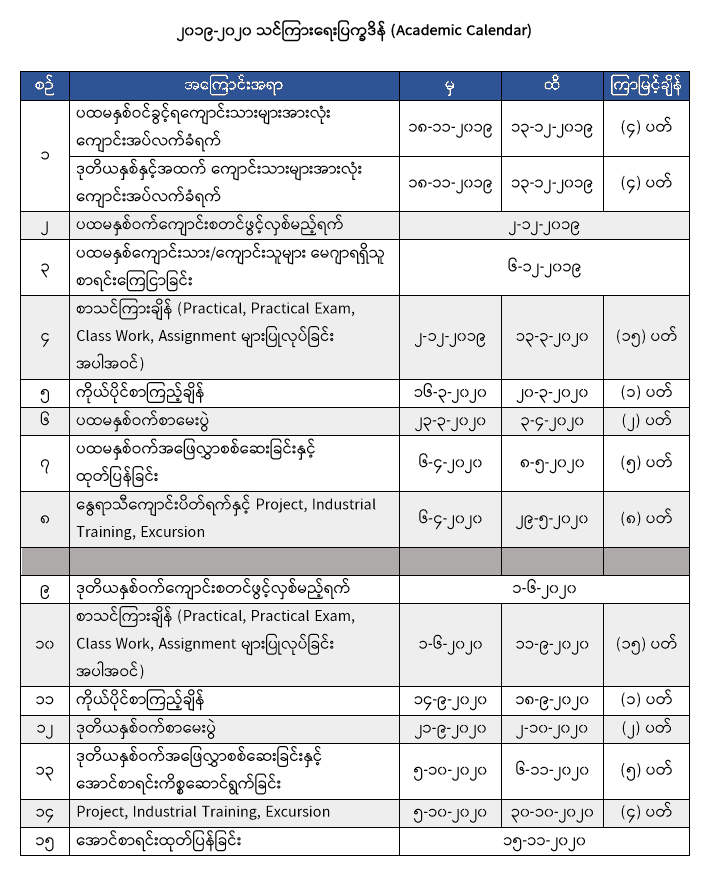 ၂၀၁၉-၂၀၂၀ သင်ကြားရေးပြက္ခဒိန် (Academic Calendar)
စဉ် အကြောင်းအရာ မှ ထိ ကြာမြင့်ချိန်
၁ ပထမနှစ်ဝင်ခွင့်ရကျောင်းသားများအားလုံး
ကျောင်းအပ်လက်ခံရက် ၁၈-၁၁-၂၀၁၉ ၁၃-၁၂-၂၀၁၉ (၄) ပတ်
ဒုတိယနှစ်နှင့်အထက် ကျောင်းသားများအားလုံး
ကျောင်းအပ်လက်ခံရက် ၁၈-၁၁-၂၀၁၉ ၁၃-၁၂-၂၀၁၉ (၄) ပတ်
၂ ပထမနှစ်ဝက်ကျောင်းစတင်ဖွင့်လှစ်မည့်ရက် ၂-၁၂-၂၀၁၉
၃ ပထမနှစ်ကျောင်းသား/ကျောင်းသူများ မေဂျာရရှိသူ
စာရင်းကြေငြာခြင်း ၆-၁၂-၂၀၁၉
၄ စာသင်ကြားချိန် (Practical, Practical Exam,
Class Work, Assignment များပြုလုပ်ခြင်း
အပါအဝင်) ၂-၁၂-၂၀၁၉ ၁၃-၃-၂၀၂၀ (၁၅) ပတ်
၅ ကိုယ်ပိုင်စာကြည့်ချိန် ၁၆-၃-၂၀၂၀ ၂၀-၃-၂၀၂၀ (၁) ပတ်
၆ ပထမနှစ်ဝက်စာမေးပွဲ ၂၃-၃-၂၀၂၀ ၃-၄-၂၀၂၀ (၂) ပတ်
၇ ပထမနှစ်ဝက်အဖြေလွှာစစ်ဆေးခြင်းနှင့်
ထုတ်ပြန်ခြင်း ၆-၄-၂၀၂၀ ၈-၅-၂၀၂၀ (၅) ပတ်
၈ နွေရာသီကျောင်းပိတ်ရက်နှင့် Project, Industrial
Training, Excursion ၆-၄-၂၀၂၀ ၂၉-၅-၂၀၂၀ (၈) ပတ်
၉ ဒုတိယနှစ်ဝက်ကျောင်းစတင်ဖွင့်လှစ်မည့်ရက် ၁-၆-၂၀၂၀
၁၀ စာသင်ကြားချိန် (Practical, Practical Exam,
Class Work, Assignment များပြုလုပ်ခြင်း
အပါအဝင်) ၁-၆-၂၀၂၀ ၁၁-၉-၂၀၂၀ (၁၅) ပတ်
၁၁ ကိုယ်ပိုင်စာကြည့်ချိန် ၁၄-၉-၂၀၂၀ ၁၈-၉-၂၀၂၀ (၁) ပတ်
၁၂ ဒုတိယနှစ်ဝက်စာမေးပွဲ ၂၁-၉-၂၀၂၀ ၂-၁၀-၂၀၂၀ (၂) ပတ်
၁၃ ဒုတိယနှစ်ဝက်အဖြေလွှာစစ်ဆေးခြင်းနှင့်
အောင်စာရင်းကိစ္စဆောင်ရွက်ခြင်း ၅-၁၀-၂၀၂၀ ၆-၁၁-၂၀၂၀ (၅) ပတ်
၁၄ Project, Industrial Training, Excursion ၅-၁၀-၂၀၂၀ ၃၀-၁၀-၂၀၂၀ (၄) ပတ်
၁၅ အောင်စာရင်းထုတ်ပြန်ခြင်း ၁၅-၁၁-၂၀၂၀